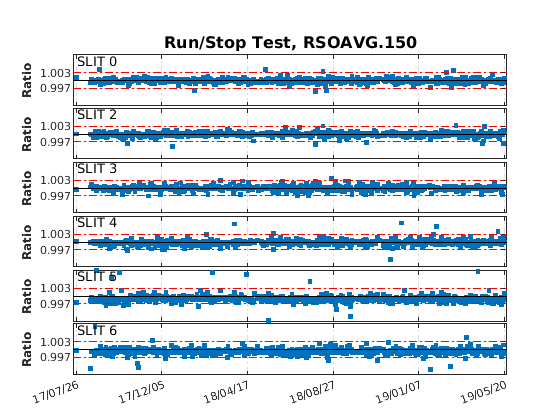 Run/Stop Test, RSOAVG.150
SLIT 0
1.003
0.997
Ratio
SLIT 2
1.003
0.997
Ratio
SLIT 3
1.003
0.997
Ratio
SLIT 4
1.003
0.997
Ratio
SLIT
1.003
0.997
Ratio
SLIT 6
1.003
0.997
Ratio
17/07/26 17/12/05 18/04/17 18/08/27 19/01/07 19/05/20